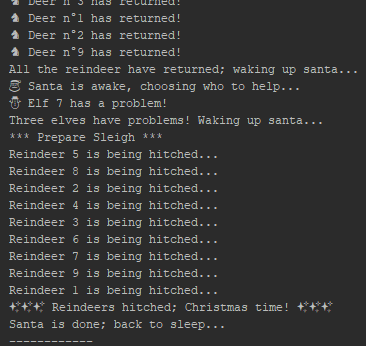 ♞ Deer n°3 has returned!
♞ Deer n°1 has returned!
♞ Deer n°2 has returned!
♞ Deer n°9 has returned!
All the reindeer have returned; waking up santa...
🎅 Santa is awake, choosing who to help...
☃ Elf 7 has a problem!
Three elves have problems! Waking up santa...
*** Prepare Sleigh ***
Reindeer 5 is being hitched...
Reindeer 8 is being hitched...
Reindeer 2 is being hitched...
Reindeer 4 is being hitched...
Reindeer 3 is being hitched...
Reindeer 6 is being hitched...
Reindeer 7 is being hitched...
Reindeer 9 is being hitched...
Reindeer 1 is being hitched...
✨✨✨ Reindeers hitched; Christmas time! ✨✨✨
Santa is done; back to sleep...
------------